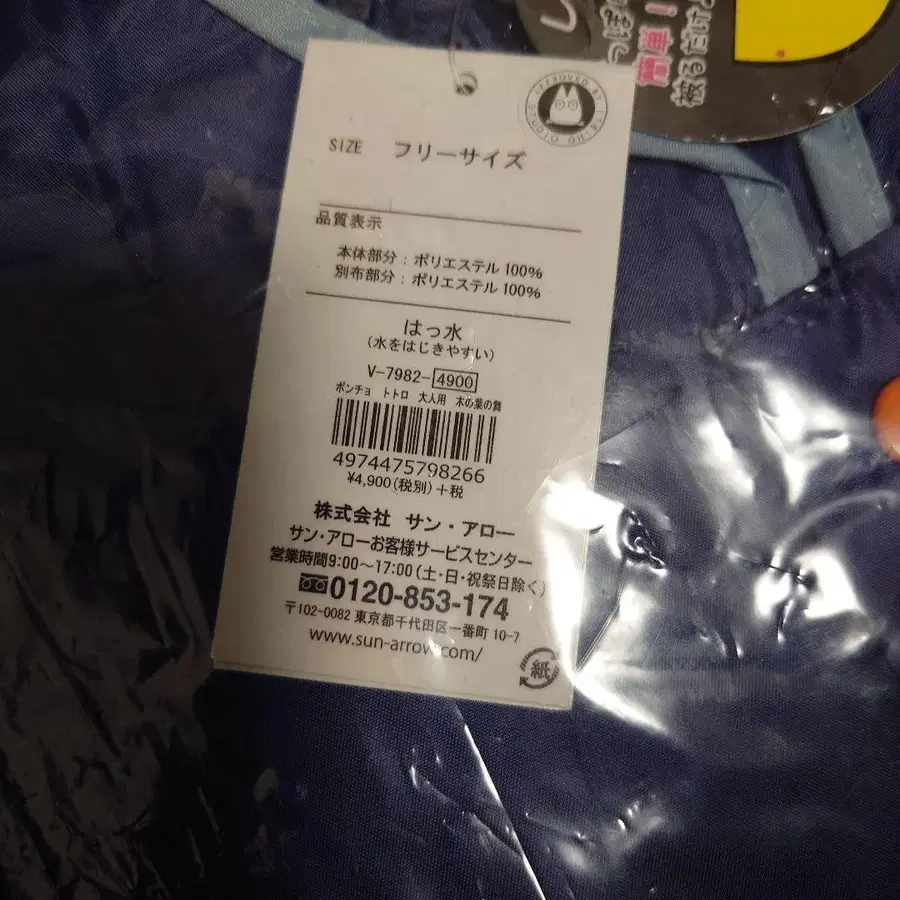 SIZE フリーサイズ
品質表示
本体部分：ポリエステル 100%
別布部分：ポリエステル 100%
はっ水
(水をはじきやすい)
V-7982-4900
ポンチョ トトロ 大人用 木の葉の舞
4974475798266
¥4,900(税別)+税
株式会社 サン・アロー
サン・アローお客様サービスセンター
営業時間9:00～17:00(土・日・祝祭日除く)
0120-853-174
〒102-0082 東京都千代田区一番町 10-7
www.sun-arrow.com/
紙